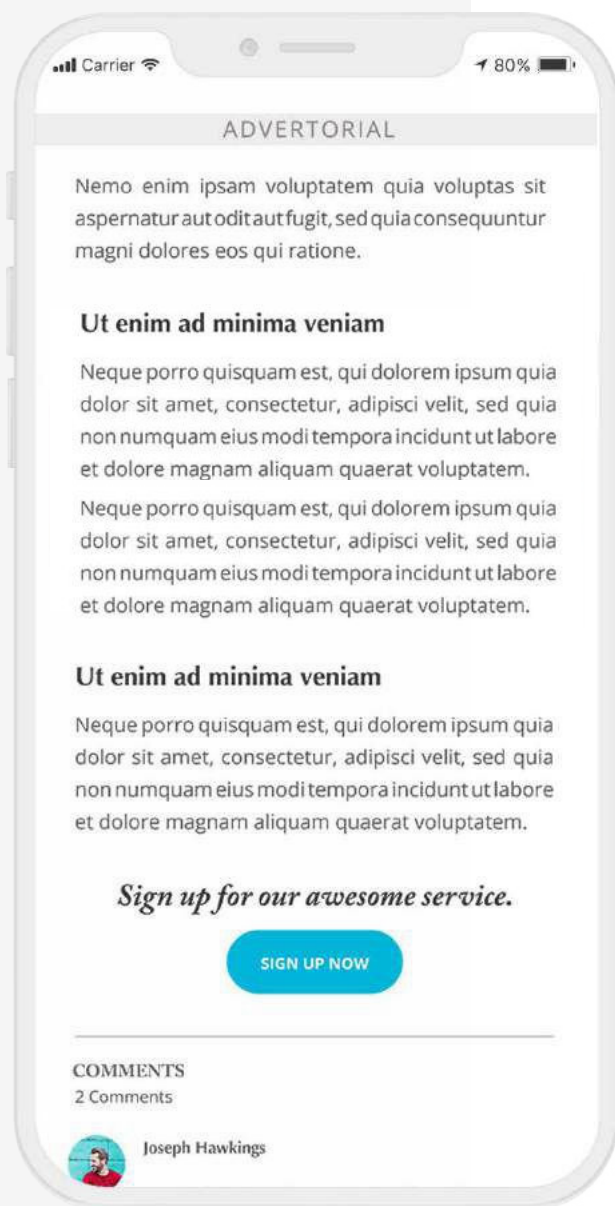 Carrier 80%
ADVERTORIAL
Nemo enim ipsam voluptatem quia voluptas sit
aspernatur aut odit aut fugit, sed quia consequuntur
magni dolores eos qui ratione.
Ut enim ad minima veniam
Neque porro quisquam est, qui dolorem ipsum quia
dolor sit amet, consectetur, adipisci velit, sed quia
non numquam eius modi tempora incidunt ut labore
et dolore magnam aliquam quaerat voluptatem.
Neque porro quisquam est, qui dolorem ipsum quia
dolor sit amet, consectetur, adipisci velit, sed quia
non numquam eius modi tempora incidunt ut labore
et dolore magnam aliquam quaerat voluptatem.
Ut enim ad minima veniam
Neque porro quisquam est, qui dolorem ipsum quia
dolor sit amet, consectetur, adipisci velit, sed quia
non numquam eius modi tempora incidunt ut labore
et dolore magnam aliquam quaerat voluptatem.
Sign up for our awesome service.
SIGN UP NOW
COMMENTS
2 Comments
Joseph Hawkings